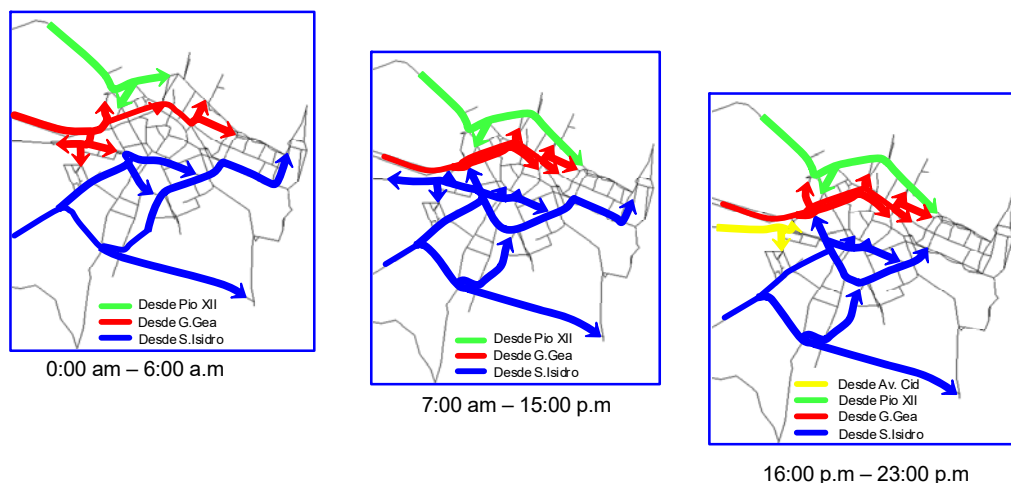 Desde Pio XII
Desde G.Gea
Desde S.Isidro
0:00 am – 6:00 a.m
Desde Pio XII
Desde G.Gea
Desde S.Isidro
7:00 am – 15:00 p.m
Desde Av. Cid
Desde Pio XII
Desde G.Gea
Desde S.Isidro
16:00 p.m – 23:00 p.m